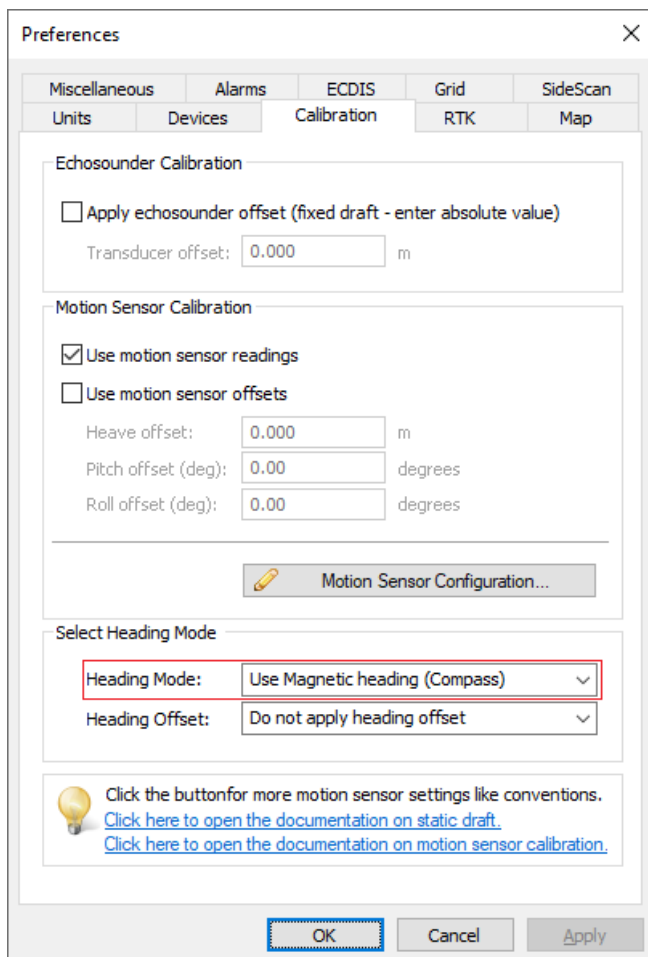 Preferences
Miscellaneous Alarms ECDIS Grid SideScan
Units Devices Calibration RTK Map
Echosounder Calibration
Apply echosounder offset (fixed draft - enter absolute value)
Transducer offset: 0.000 m
Motion Sensor Calibration
Use motion sensor readings
Use motion sensor offsets
Heave offset: 0.000 m
Pitch offset (deg): 0.00 degrees
Roll offset (deg): 0.00 degrees
Motion Sensor Configuration...
Select Heading Mode
Heading Mode: Use Magnetic heading (Compass)
Heading Offset: Do not apply heading offset
Click the buttonfor more motion sensor settings like conventions.
Click here to open the documentation on static draft.
Click here to open the documentation on motion sensor calibration.
OK Cancel Apply